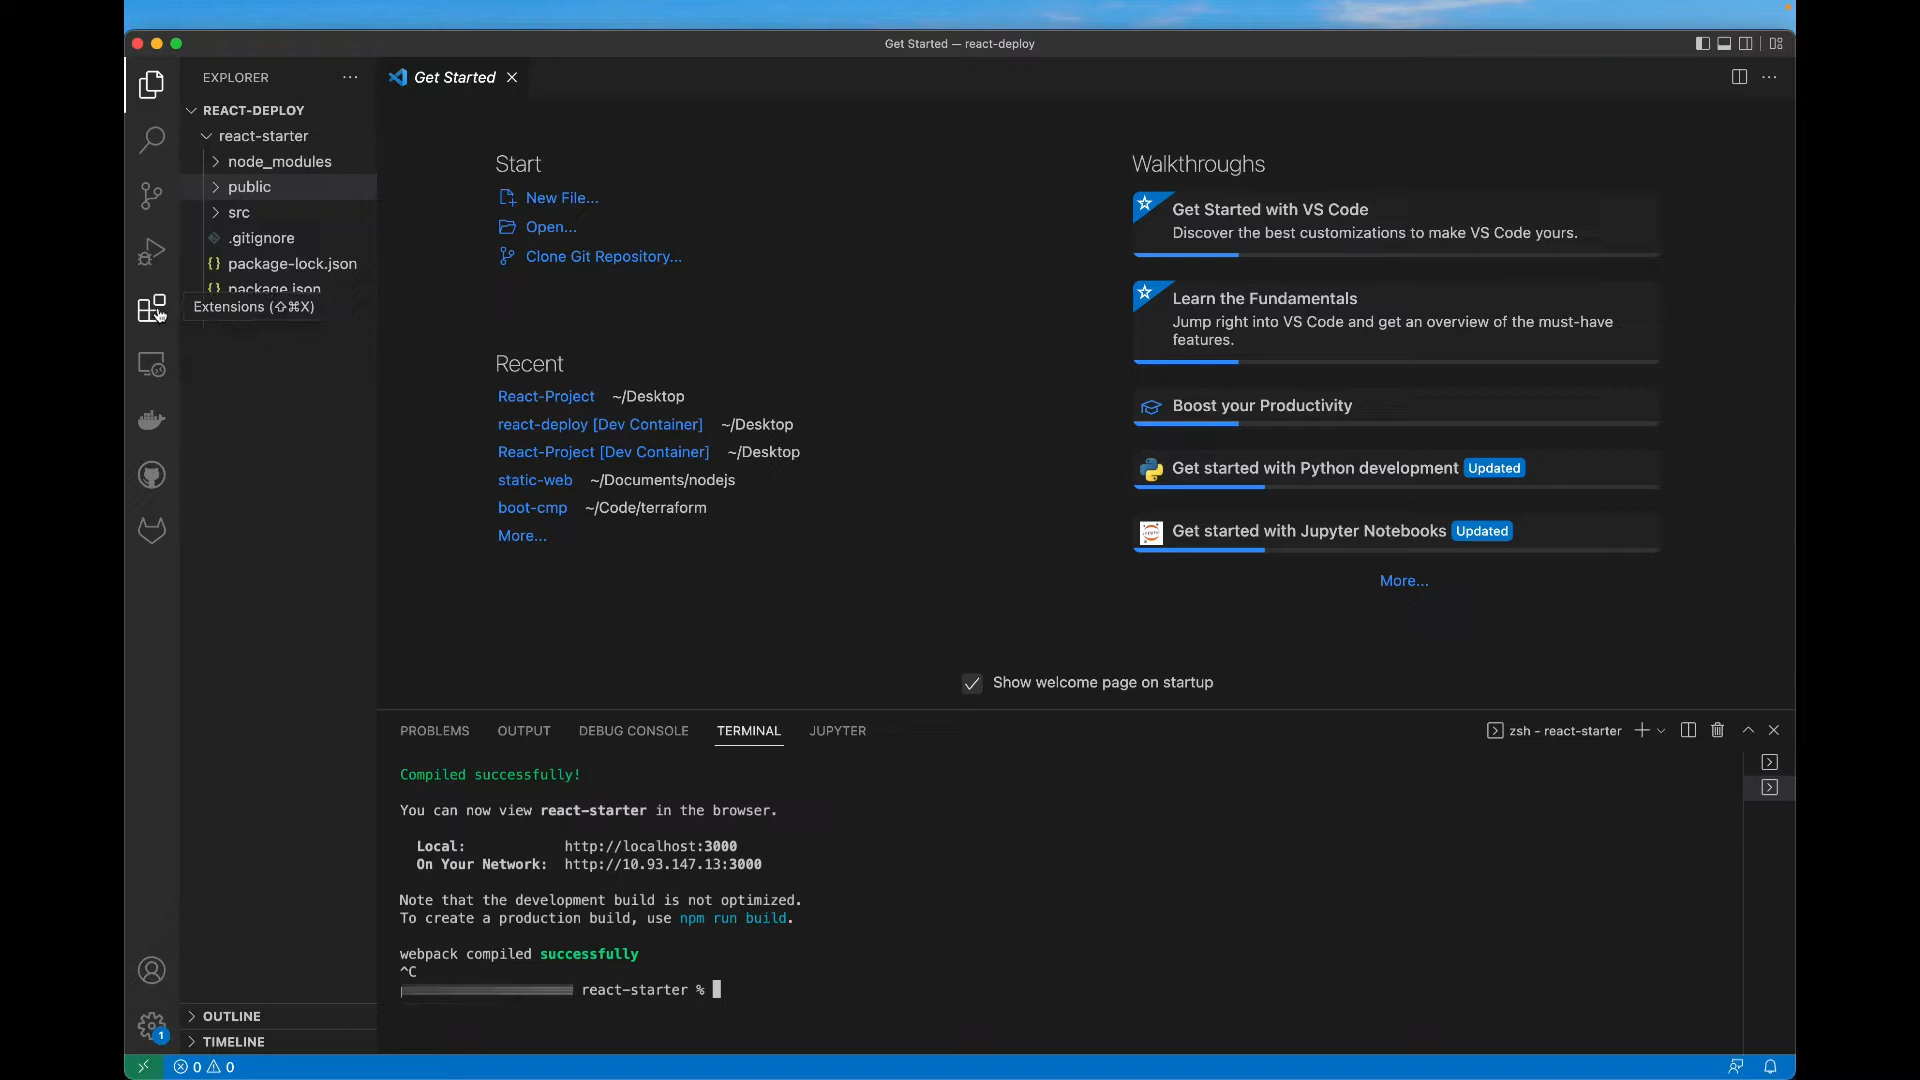 Get Started — react-deploy
EXPLORER
Get Started
REACT-DEPLOY
react-starter
node_modules
public
src
.gitignore
package-lock.json
package.json
Extensions (⇧⌘X)
Start
New File...
Open...
Clone Git Repository...
Recent
React-Project ~/Desktop
react-deploy [Dev Container] ~/Desktop
React-Project [Dev Container] ~/Desktop
static-web ~/Documents/nodejs
boot-cmp ~/Code/terraform
More...
Walkthroughs
Get Started with VS Code
Discover the best customizations to make VS Code yours.
Learn the Fundamentals
Jump right into VS Code and get an overview of the must-have
features.
Boost your Productivity
Get started with Python development Updated
Get started with Jupyter Notebooks Updated
More...
Show welcome page on startup
PROBLEMS OUTPUT DEBUG CONSOLE TERMINAL JUPYTER
zsh - react-starter
Compiled successfully!
You can now view react-starter in the browser.
Local: http://localhost:3000
On Your Network: http://10.93.147.13:3000
Note that the development build is not optimized.
To create a production build, use npm run build.
webpack compiled successfully
^C
react-starter %
OUTLINE
TIMELINE
1
0 0